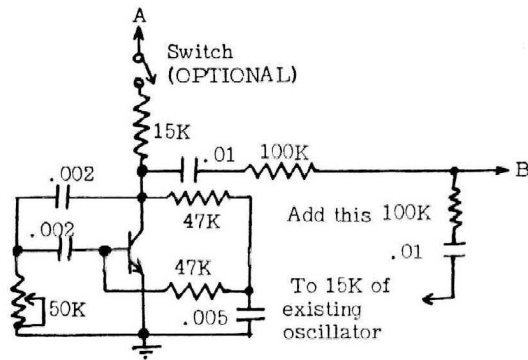 A
Switch
(OPTIONAL)
15K
.01
100K
B
.002
47K
Add this 100K
.002
47K
.01
50K
.005
To 15K of
existing
oscillator